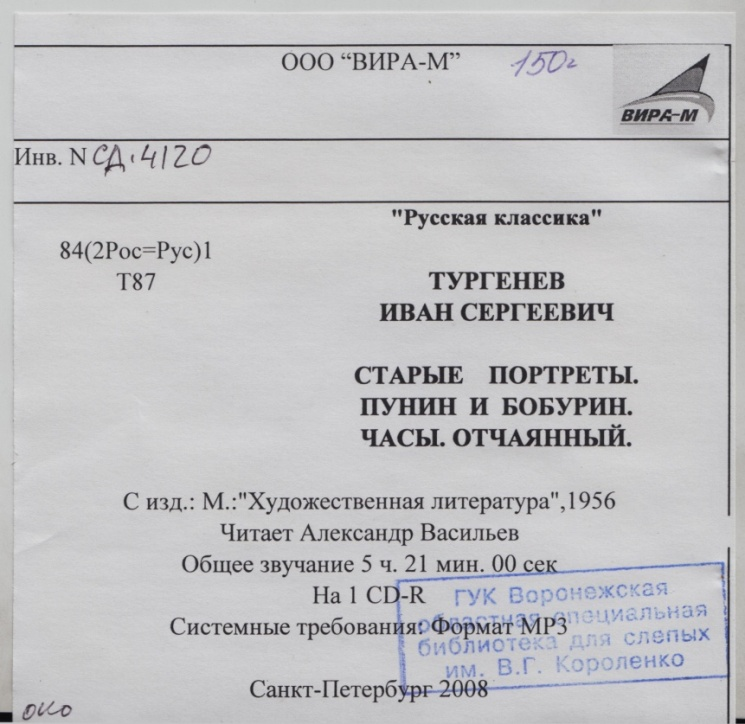 ООО “ВИРА-М” 150г
ВИРА-М
Инв. N СД.4120
"Русская классика"
84(2Рос=Рус)1
Т87
ТУРГЕНЕВ
ИВАН СЕРГЕЕВИЧ
СТАРЫЕ ПОРТРЕТЫ.
ПУНИН И БОБУРИН.
ЧАСЫ. ОТЧАЯННЫЙ.
С изд.: М.:"Художественная литература",1956
Читает Александр Васильев
Общее звучание 5 ч. 21 мин. 00 сек
На 1 CD-R
Системные требования: Формат МР3
ГУК Воронежская
областная специальная
библиотека для слепых
им. В.Г. Короленко
Санкт-Петербург 2008
око